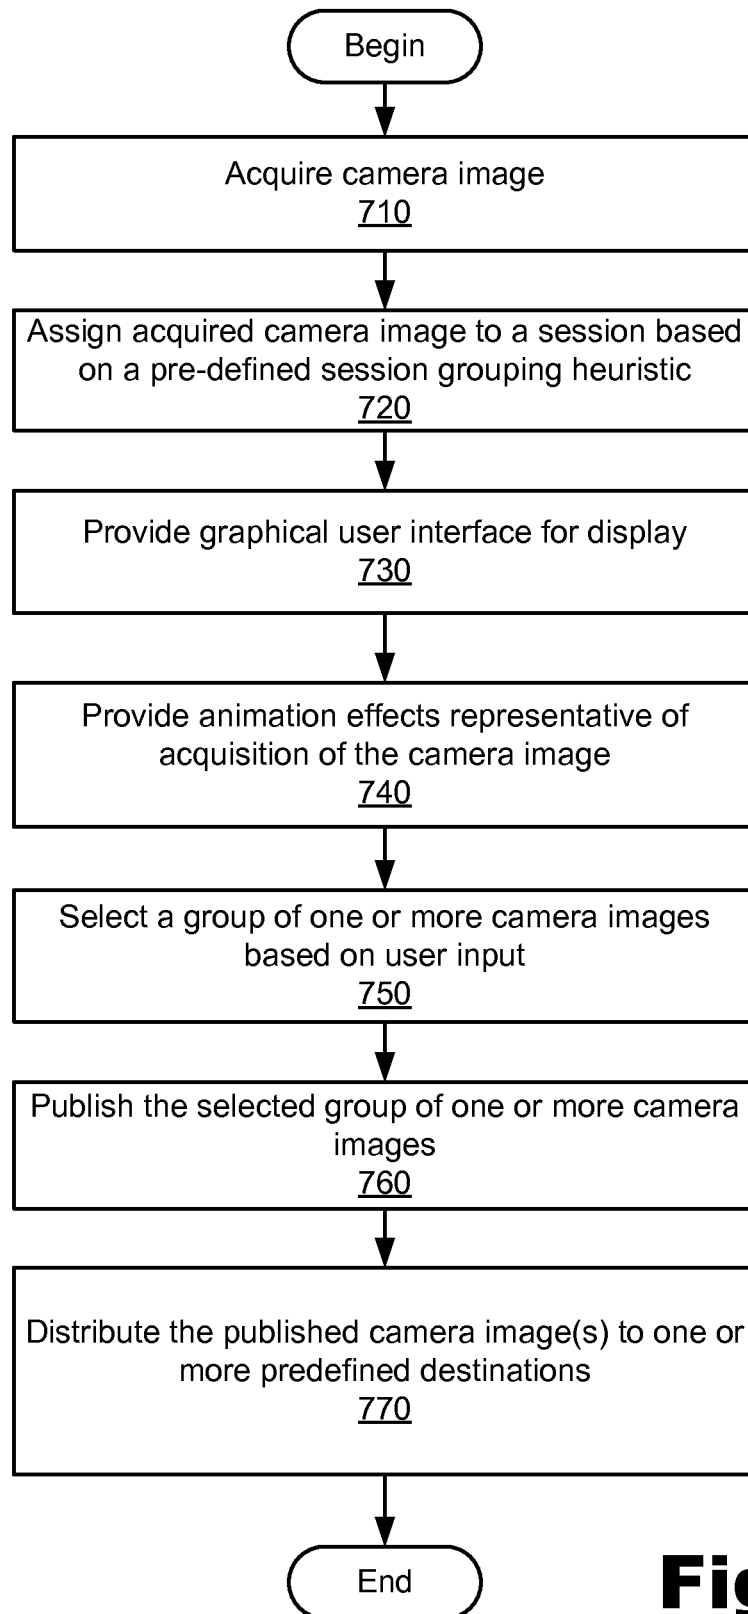 Begin
Acquire camera image
710
Assign acquired camera image to a session based
on a pre-defined session grouping heuristic
720
Provide graphical user interface for display
730
Provide animation effects representative of
acquisition of the camera image
740
Select a group of one or more camera images
based on user input
750
Publish the selected group of one or more camera
images
760
Distribute the published camera image(s) to one or
more predefined destinations
770
End